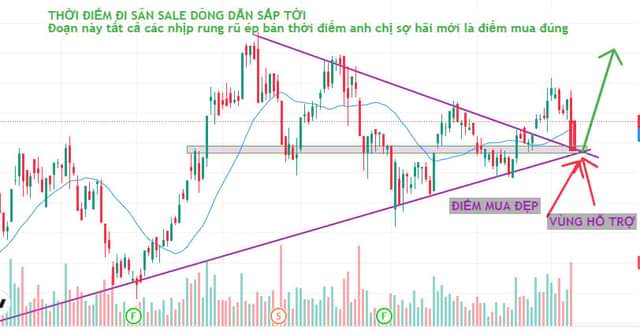 THỜI ĐIỂM ĐI SĂN SALE DÒNG DẪN SẮP TỚI
Đoạn này tất cả các nhịp rung rũ ép bán thời điểm anh chị sợ hãi mới là điểm mua đúng
ĐIỂM MUA ĐẸP
VÙNG HỖ TRỢ
F
S
F